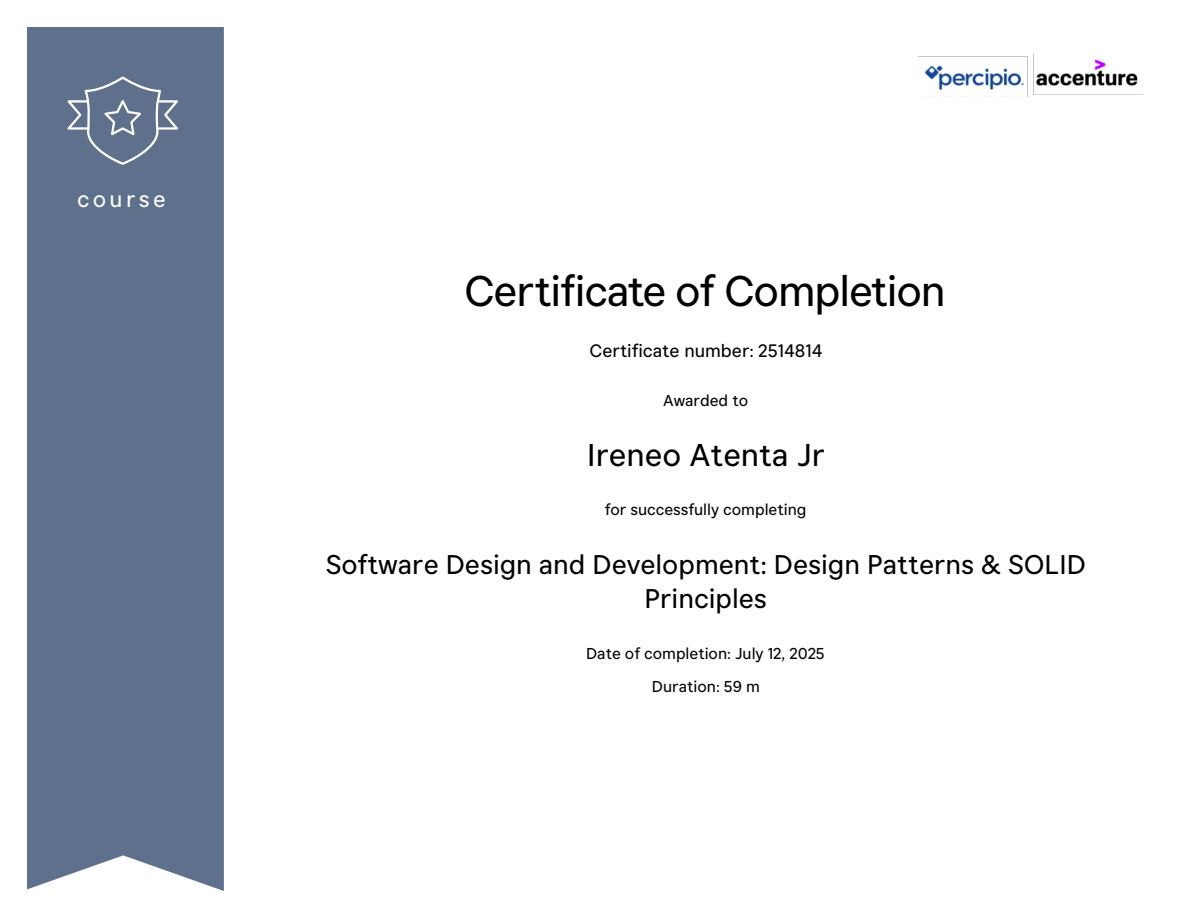 percipio.
accenture
course
Certificate of Completion
Certificate number: 2514814
Awarded to
Ireneo Atenta Jr
for successfully completing
Software Design and Development: Design Patterns & SOLID
Principles
Date of completion: July 12, 2025
Duration: 59 m